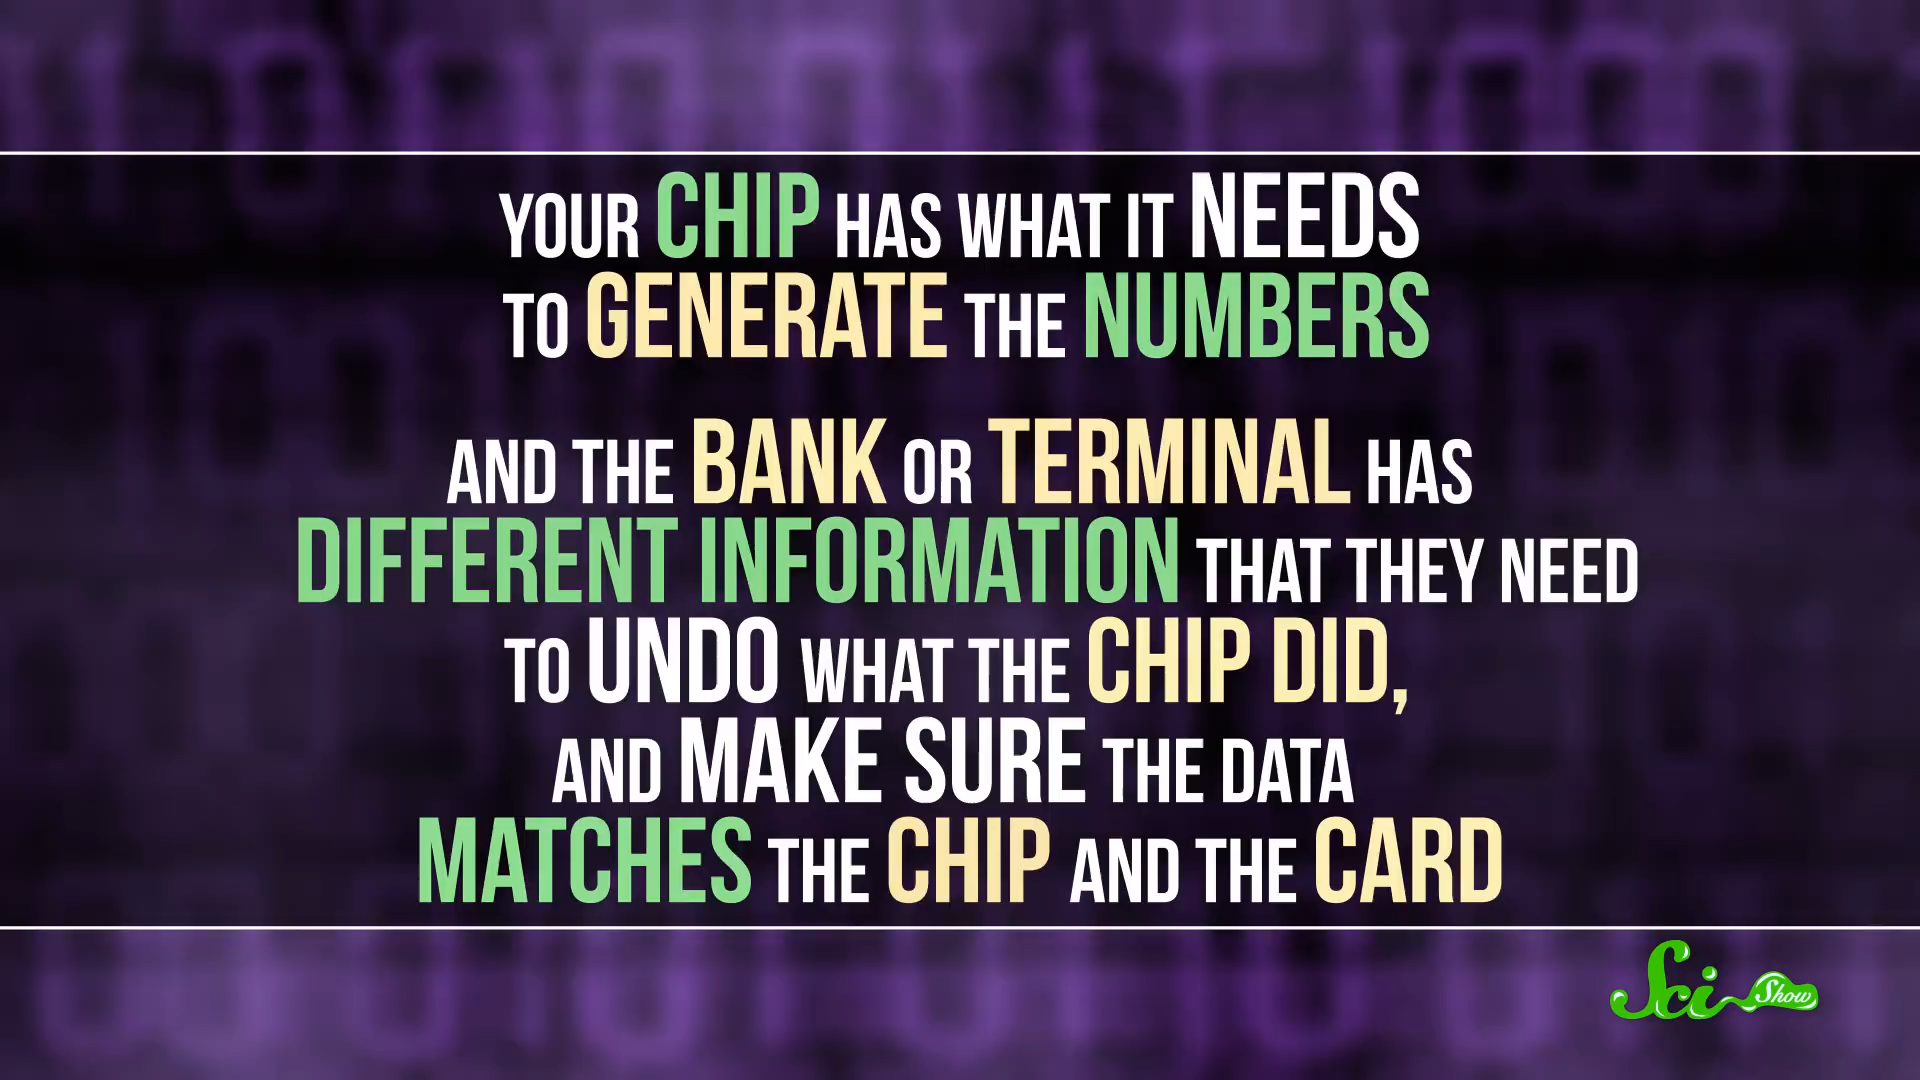 YOUR CHIP HAS WHAT IT NEEDS
TO GENERATE THE NUMBERS
AND THE BANK OR TERMINAL HAS
DIFFERENT INFORMATION THAT THEY NEED
TO UNDO WHAT THE CHIP DID,
AND MAKE SURE THE DATA
MATCHES THE CHIP AND THE CARD
Sci Show